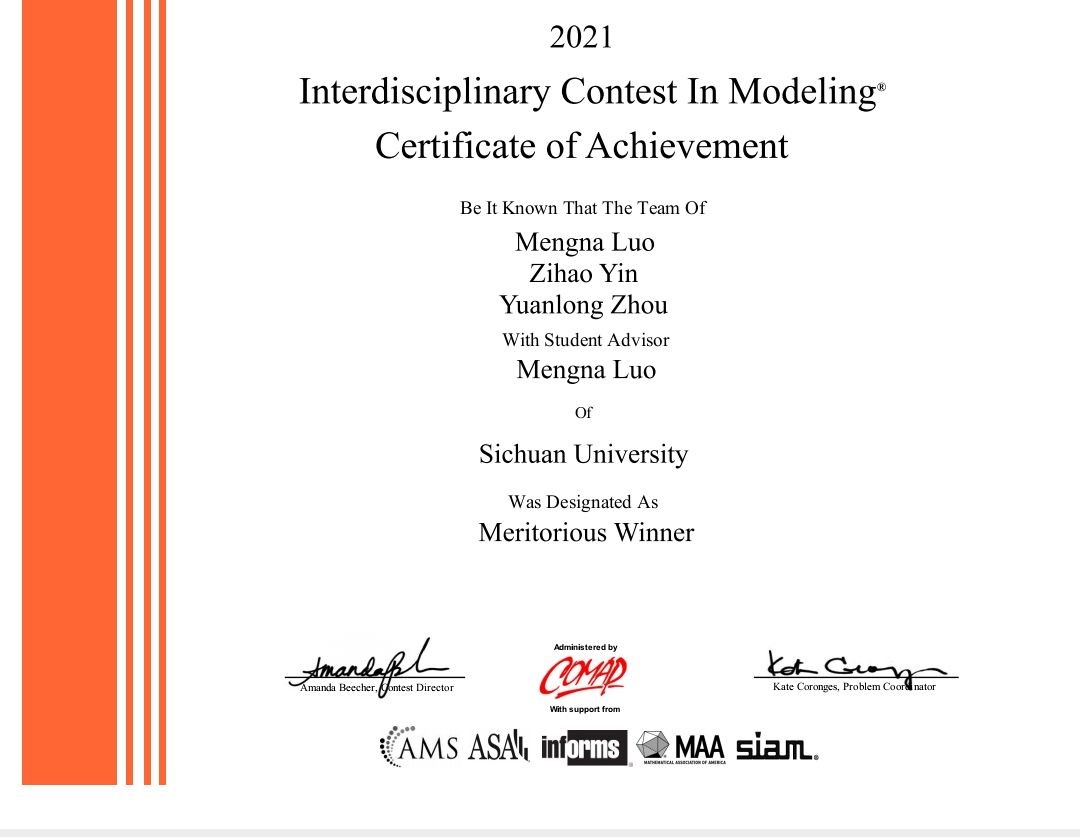 2021
Interdisciplinary Contest In Modeling®
Certificate of Achievement
Be It Known That The Team Of
Mengna Luo
Zihao Yin
Yuanlong Zhou
With Student Advisor
Mengna Luo
Of
Sichuan University
Was Designated As
Meritorious Winner
Amanda Beecher, Contest Director
Administered by
COMAP
With support from
Kate Coronges, Problem Coordinator
AMS ASA informs® MAA siam®
MATHEMATICAL ASSOCIATION OF AMERICA